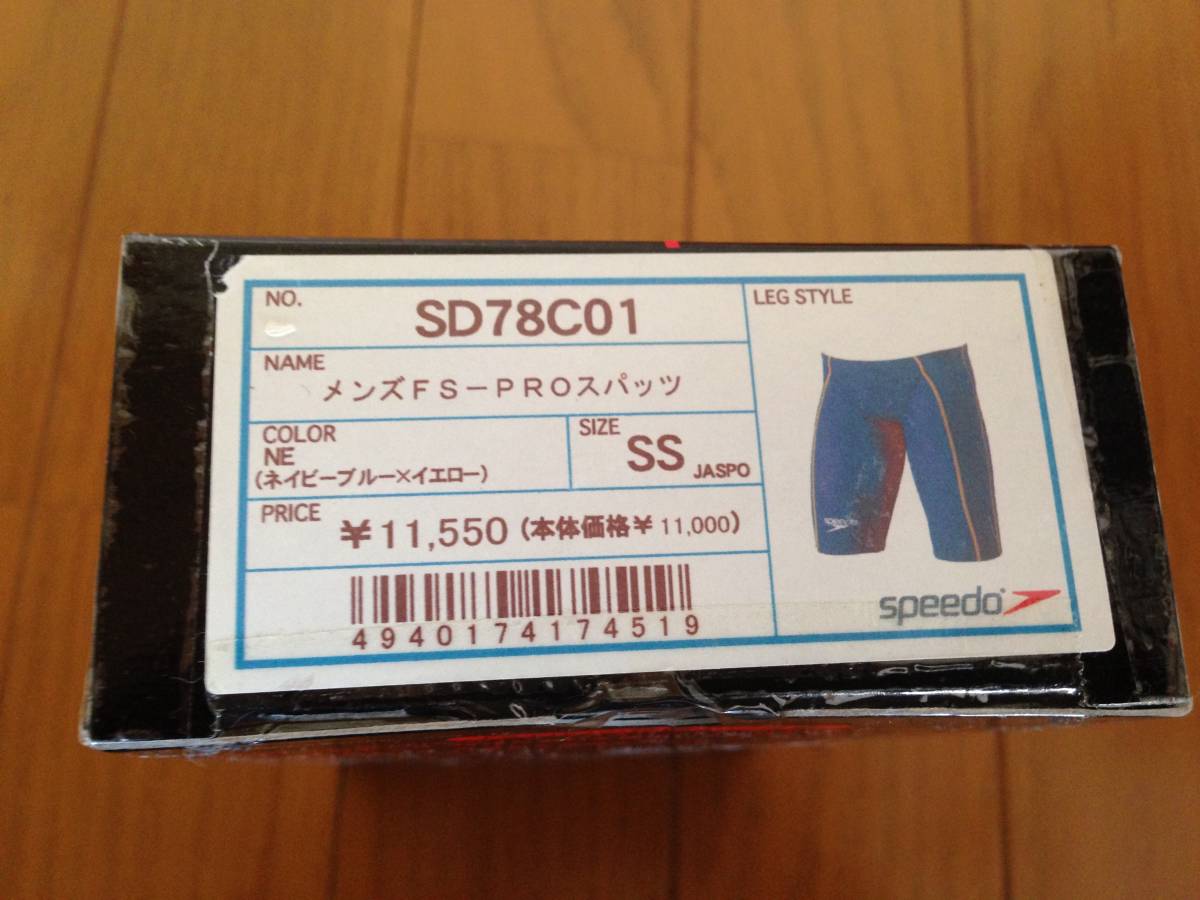 NO.
SD78C01
NAME
メンズFS-PROスパッツ
COLOR
NE
(ネイビーブルー×イエロー)
SIZE
SS JASPO
PRICE
¥11,550 (本体価格¥ 11,000)
4940174174519
LEG STYLE
speedo
speedo